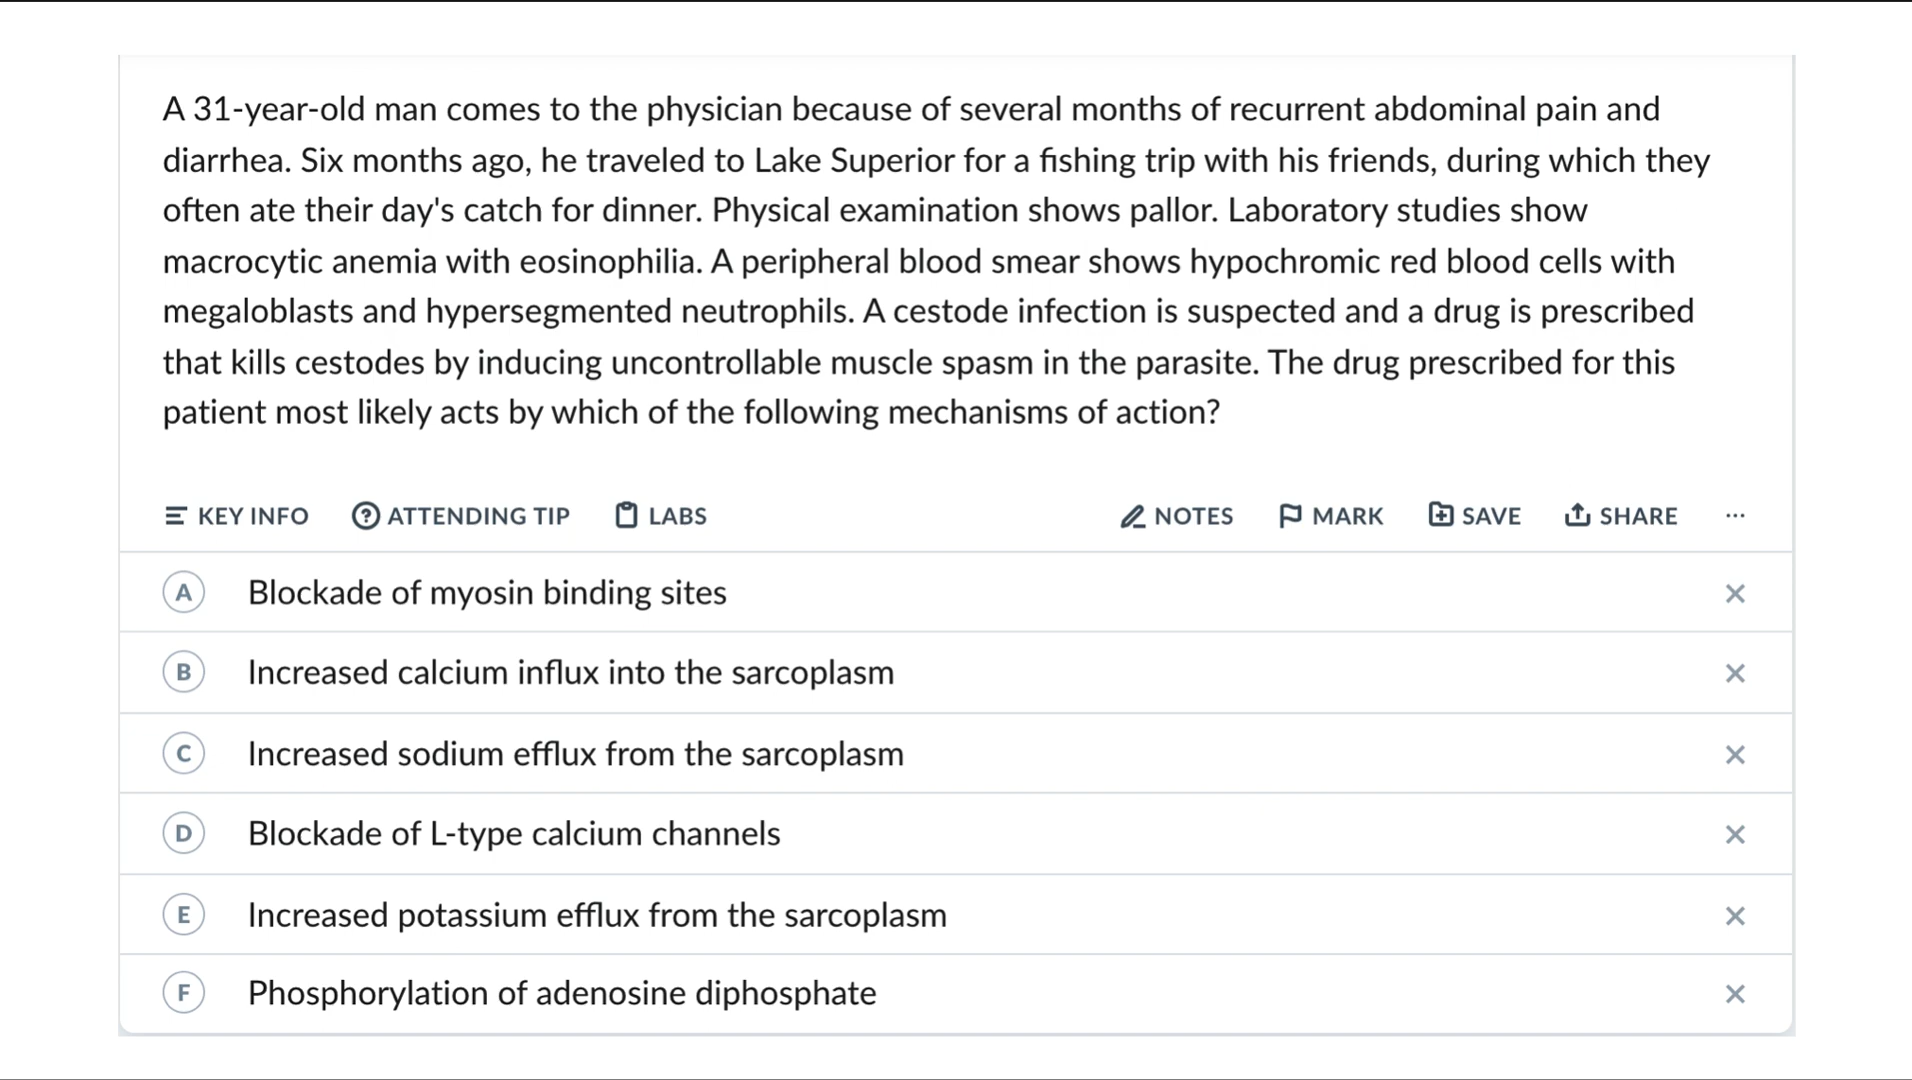 A 31-year-old man comes to the physician because of several months of recurrent abdominal pain and
diarrhea. Six months ago, he traveled to Lake Superior for a fishing trip with his friends, during which they
often ate their day's catch for dinner. Physical examination shows pallor. Laboratory studies show
macrocytic anemia with eosinophilia. A peripheral blood smear shows hypochromic red blood cells with
megaloblasts and hypersegmented neutrophils. A cestode infection is suspected and a drug is prescribed
that kills cestodes by inducing uncontrollable muscle spasm in the parasite. The drug prescribed for this
patient most likely acts by which of the following mechanisms of action?
KEY INFO ATTENDING TIP LABS NOTES MARK SAVE SHARE ...
A Blockade of myosin binding sites
B Increased calcium influx into the sarcoplasm
C Increased sodium efflux from the sarcoplasm
D Blockade of L-type calcium channels
E Increased potassium efflux from the sarcoplasm
F Phosphorylation of adenosine diphosphate